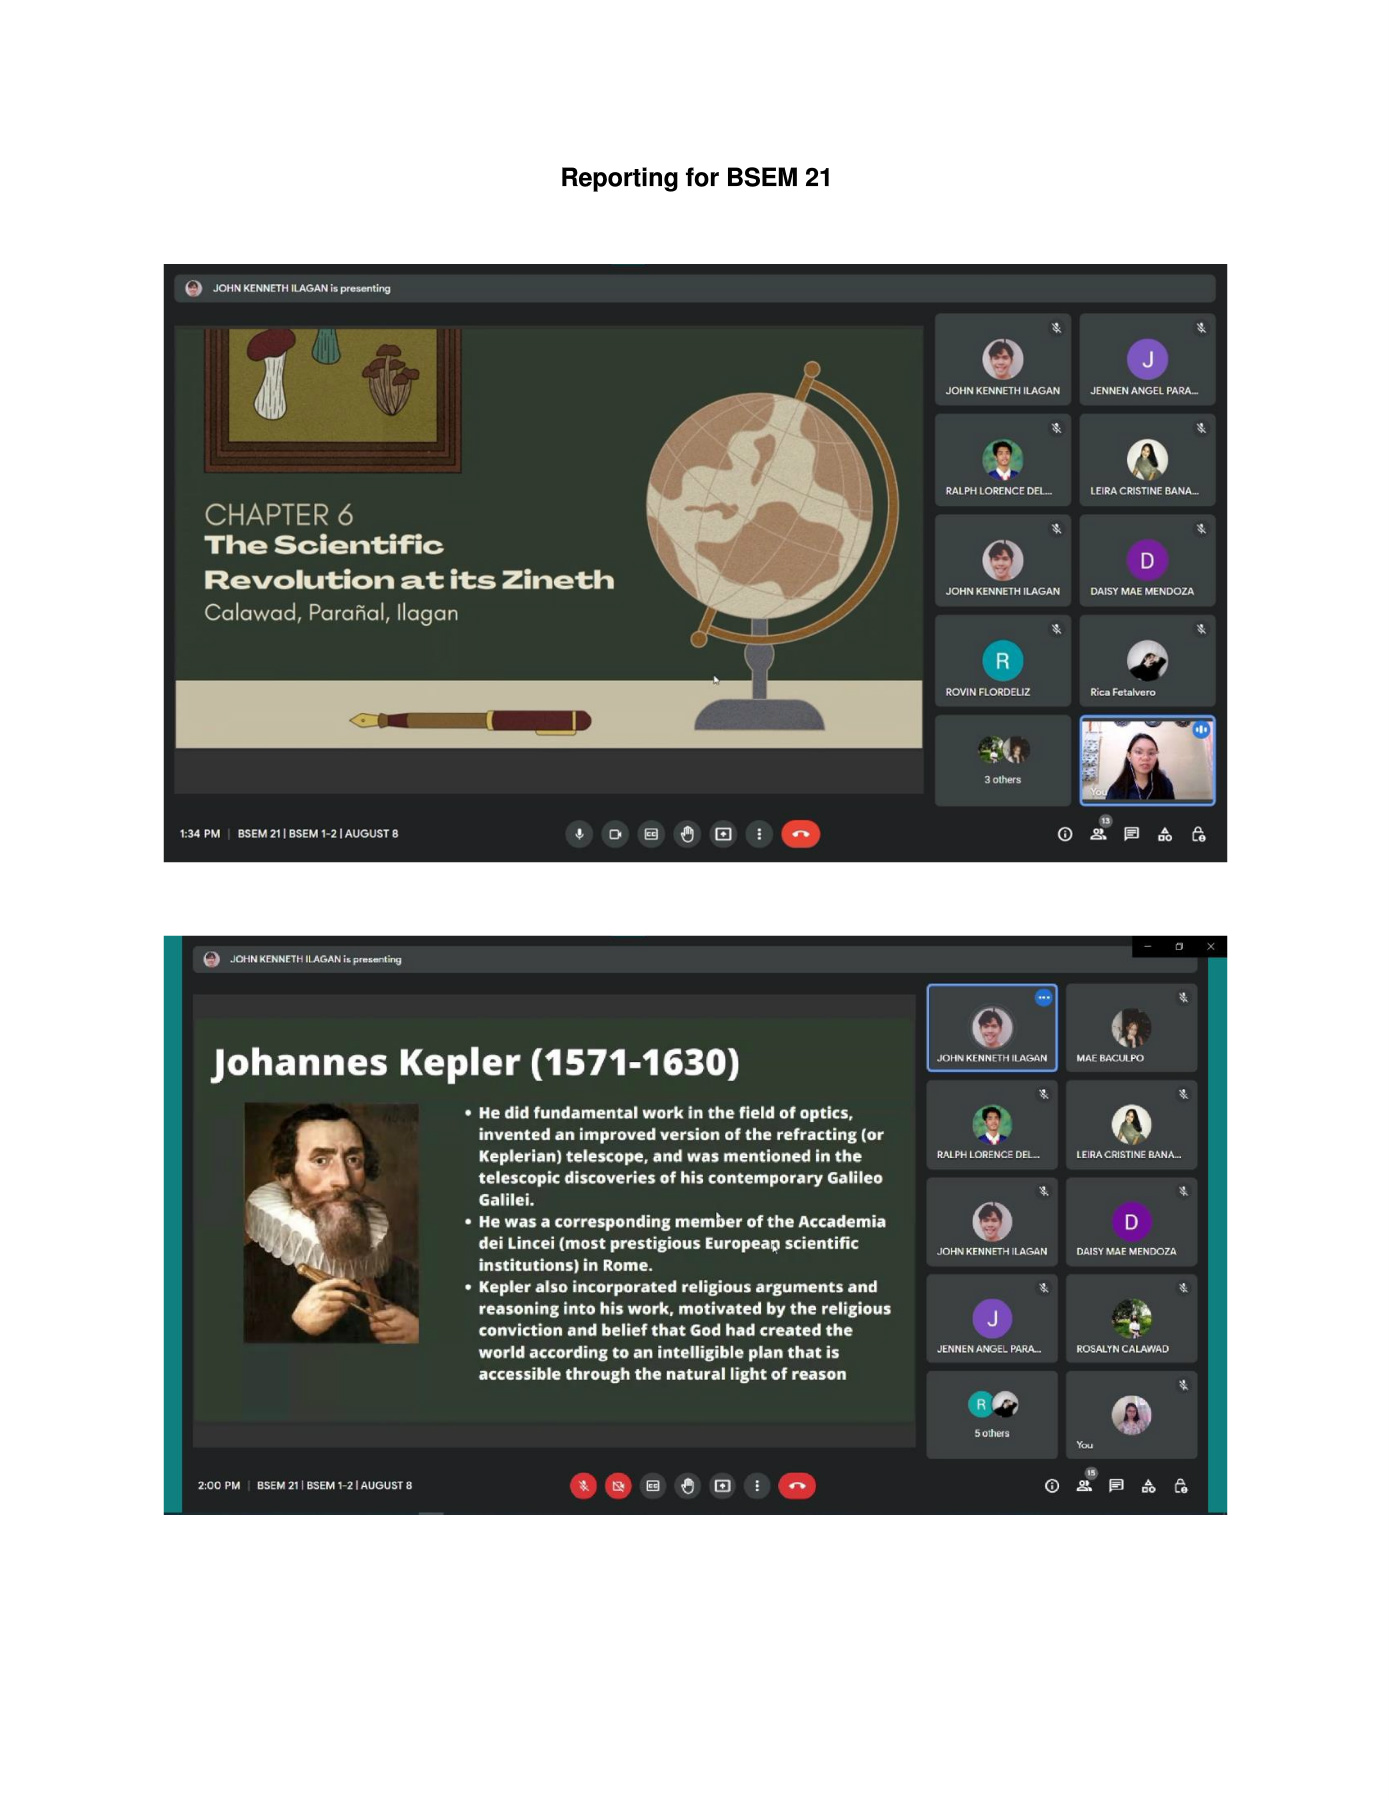 Reporting for BSEM 21
JOHN KENNETH ILAGAN is presenting
CHAPTER 6
The Scientific
Revolution at its Zineth
Calawad, Parañal, Ilagan
JOHN KENNETH ILAGAN
J
JENNEN ANGEL PARA...
RALPH LORENCE DEL...
LEIRA CRISTINE BANA...
JOHN KENNETH ILAGAN
D
DAISY MAE MENDOZA
R
ROVIN FLORDELIZ
Rica Fetalvero
3 others
You
1:34 PM | BSEM 21 | BSEM 1-2 | AUGUST 8
CC
13
JOHN KENNETH ILAGAN is presenting
Johannes Kepler (1571-1630)
• He did fundamental work in the field of optics,
invented an improved version of the refracting (or
Keplerian) telescope, and was mentioned in the
telescopic discoveries of his contemporary Galileo
Galilei.
• He was a corresponding member of the Accademia
dei Lincei (most prestigious European scientific
institutions) in Rome.
• Kepler also incorporated religious arguments and
reasoning into his work, motivated by the religious
conviction and belief that God had created the
world according to an intelligible plan that is
accessible through the natural light of reason
JOHN KENNETH ILAGAN
MAE BACULPO
RALPH LORENCE DEL...
LEIRA CRISTINE BANA...
JOHN KENNETH ILAGAN
D
DAISY MAE MENDOZA
J
JENNEN ANGEL PARA...
ROSALYN CALAWAD
R
5 others
You
2:00 PM | BSEM 21 | BSEM 1-2 | AUGUST 8
CC
15